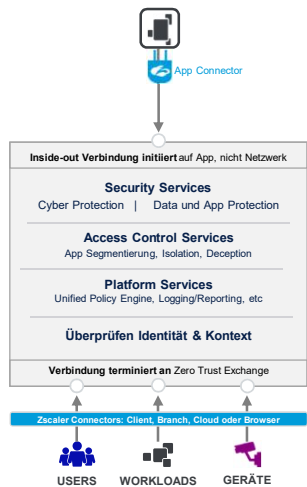 App Connector
Inside-out Verbindung initiiert auf App, nicht Netzwerk
Security Services
Cyber Protection | Data und App Protection
Access Control Services
App Segmentierung, Isolation, Deception
Platform Services
Unified Policy Engine, Logging/Reporting, etc
Überprüfen Identität & Kontext
Verbindung terminiert an Zero Trust Exchange
Zscaler Connectors: Client, Branch, Cloud oder Browser
USERS WORKLOADS GERÄTE